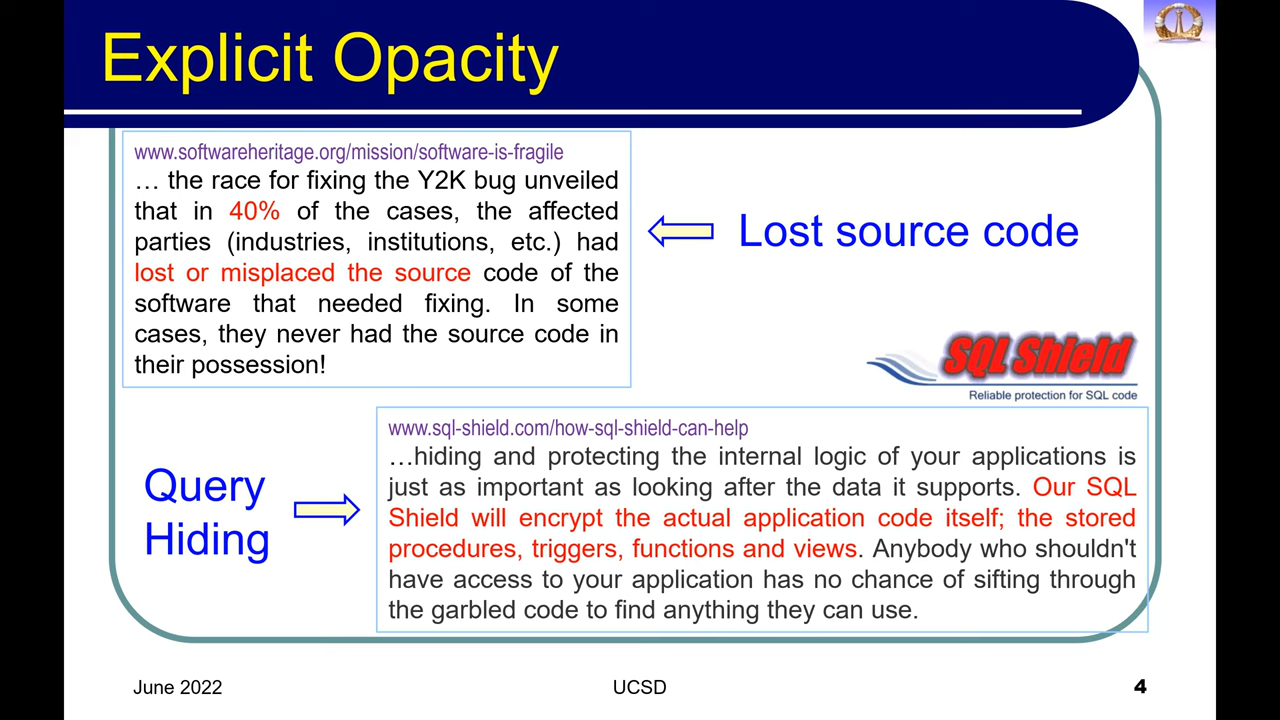 Explicit Opacity
www.softwareheritage.org/mission/software-is-fragile
… the race for fixing the Y2K bug unveiled
that in 40% of the cases, the affected
parties (industries, institutions, etc.) had
lost or misplaced the source code of the
software that needed fixing. In some
cases, they never had the source code in
their possession!
Lost source code
SQL Shield
Reliable protection for SQL code
Query
Hiding
www.sql-shield.com/how-sql-shield-can-help
…hiding and protecting the internal logic of your applications is
just as important as looking after the data it supports. Our SQL
Shield will encrypt the actual application code itself; the stored
procedures, triggers, functions and views. Anybody who shouldn't
have access to your application has no chance of sifting through
the garbled code to find anything they can use.
June 2022
UCSD
4